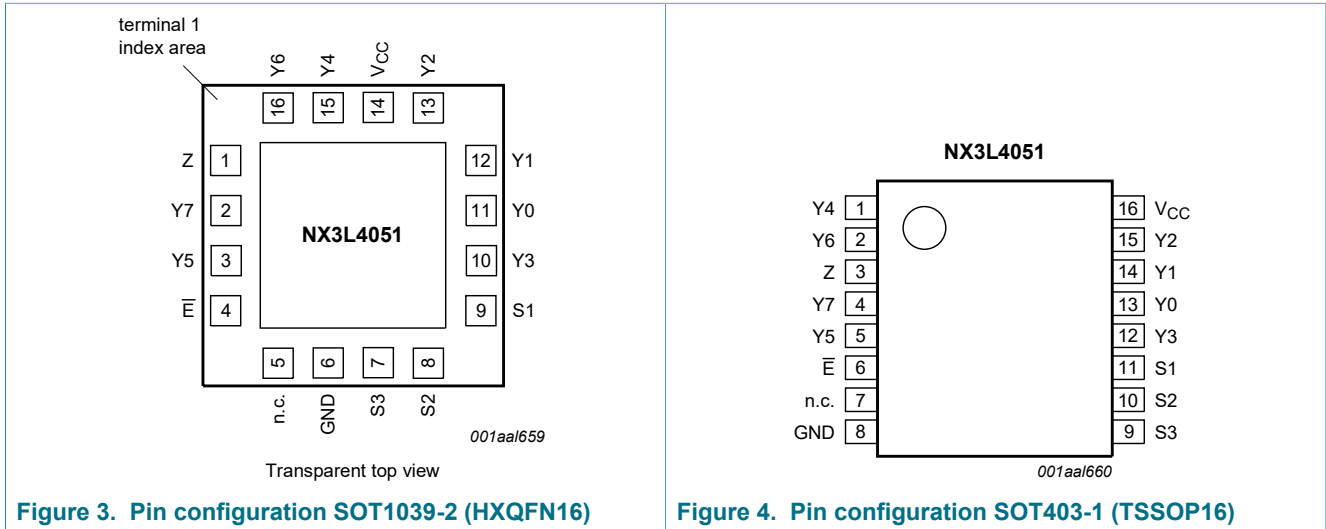 terminal 1
index area
Y6 Y4 VCC Y2
16 15 14 13
Z 1 12 Y1
Y7 2 11 Y0
NX3L4051
Y5 3 10 Y3
E̅ 4 9 S1
5 6 7 8
n.c. GND S3 S2
001aal659
Transparent top view
Figure 3. Pin configuration SOT1039-2 (HXQFN16)
NX3L4051
Y4 1 16 VCC
Y6 2 15 Y2
Z 3 14 Y1
Y7 4 13 Y0
Y5 5 12 Y3
E̅ 6 11 S1
n.c. 7 10 S2
GND 8 9 S3
001aal660
Figure 4. Pin configuration SOT403-1 (TSSOP16)